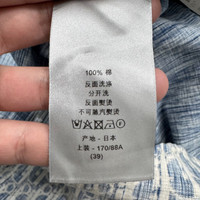 100% 棉
反面洗涤
分开洗
反面熨烫
不可蒸汽熨烫
产地 - 日本
上装 - 170/88A
(39)